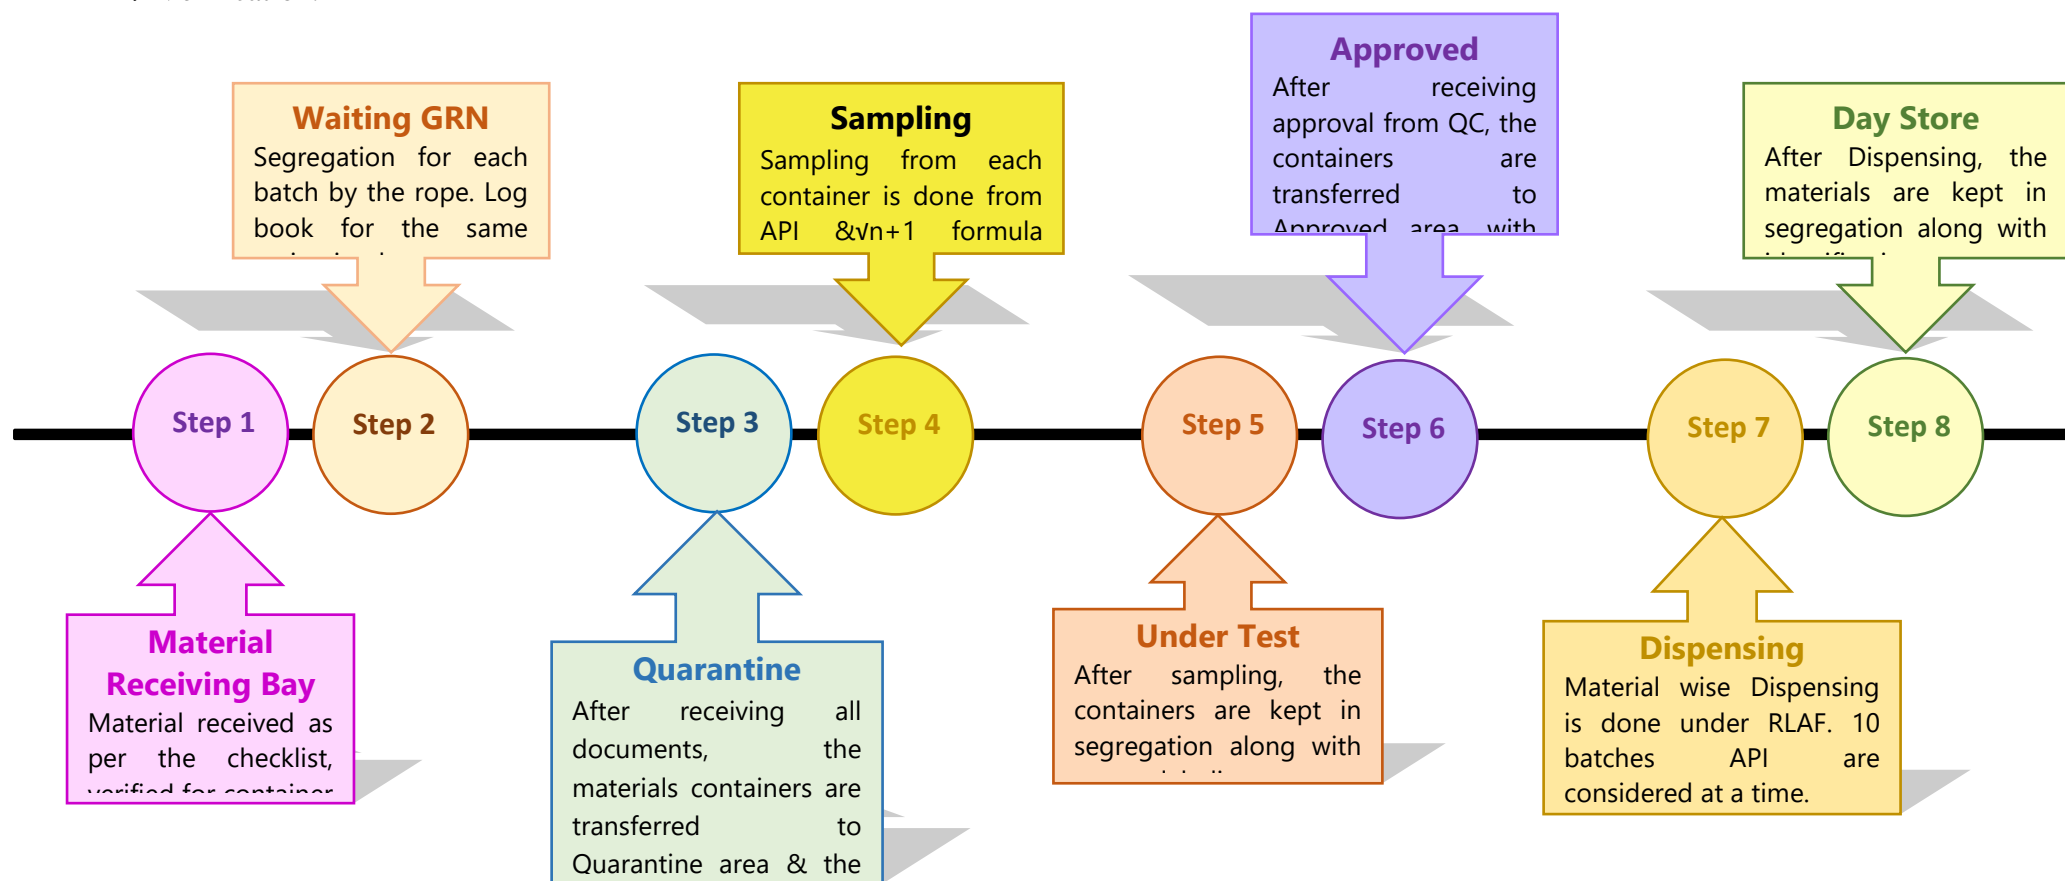 Waiting GRN
Segregation for each
batch by the rope. Log
book for the same
Sampling
Sampling from each
container is done from
API &√n+1 formula
Approved
After receiving
approval from QC, the
containers are
transferred to
Approved area with
Day Store
After Dispensing, the
materials are kept in
segregation along with
Step 1
Step 2
Step 3
Step 4
Step 5
Step 6
Step 7
Step 8
Material
Receiving Bay
Material received as
per the checklist,
verified for container
Quarantine
After receiving all
documents, the
materials containers are
transferred to
Quarantine area & the
Under Test
After sampling, the
containers are kept in
segregation along with
Dispensing
Material wise Dispensing
is done under RLAF. 10
batches API are
considered at a time.